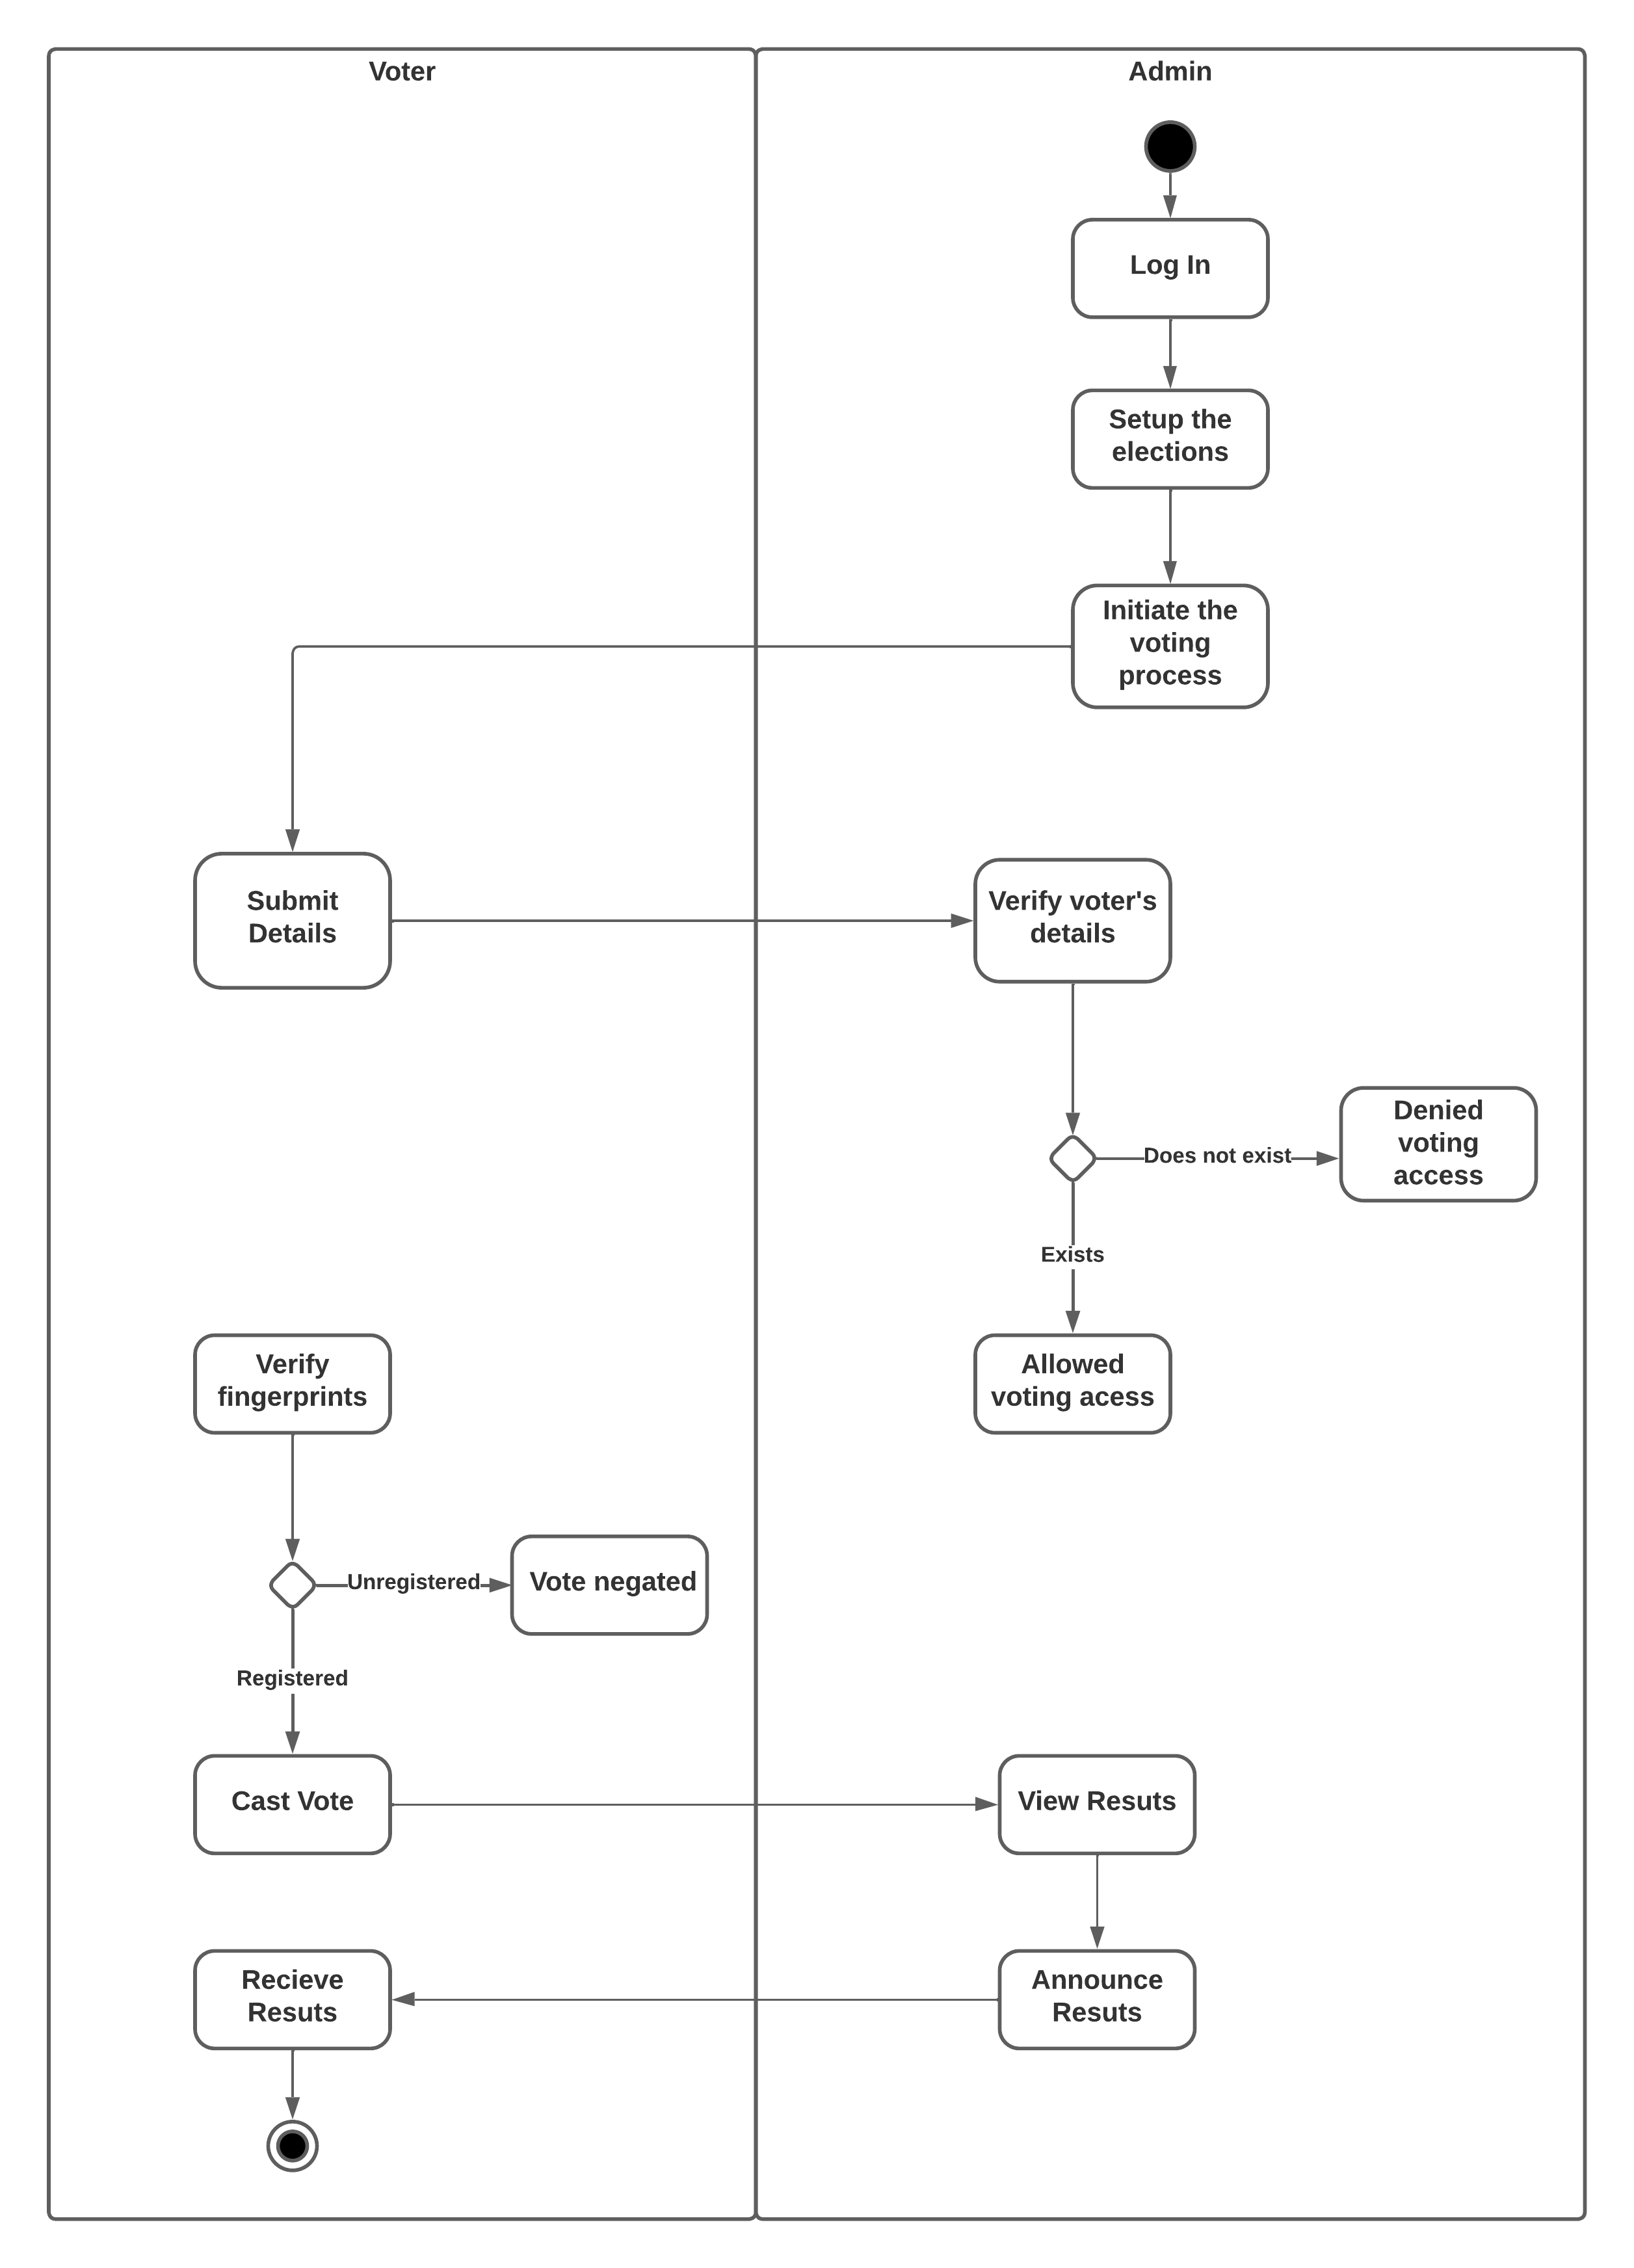 Voter
Admin
Log In
Setup the
elections
Initiate the
voting
process
Submit
Details
Verify voter's
details
Denied
voting
access
Does not exist
Exists
Verify
fingerprints
Allowed
voting acess
Unregistered
Vote negated
Registered
Cast Vote
View Resuts
Recieve
Resuts
Announce
Resuts